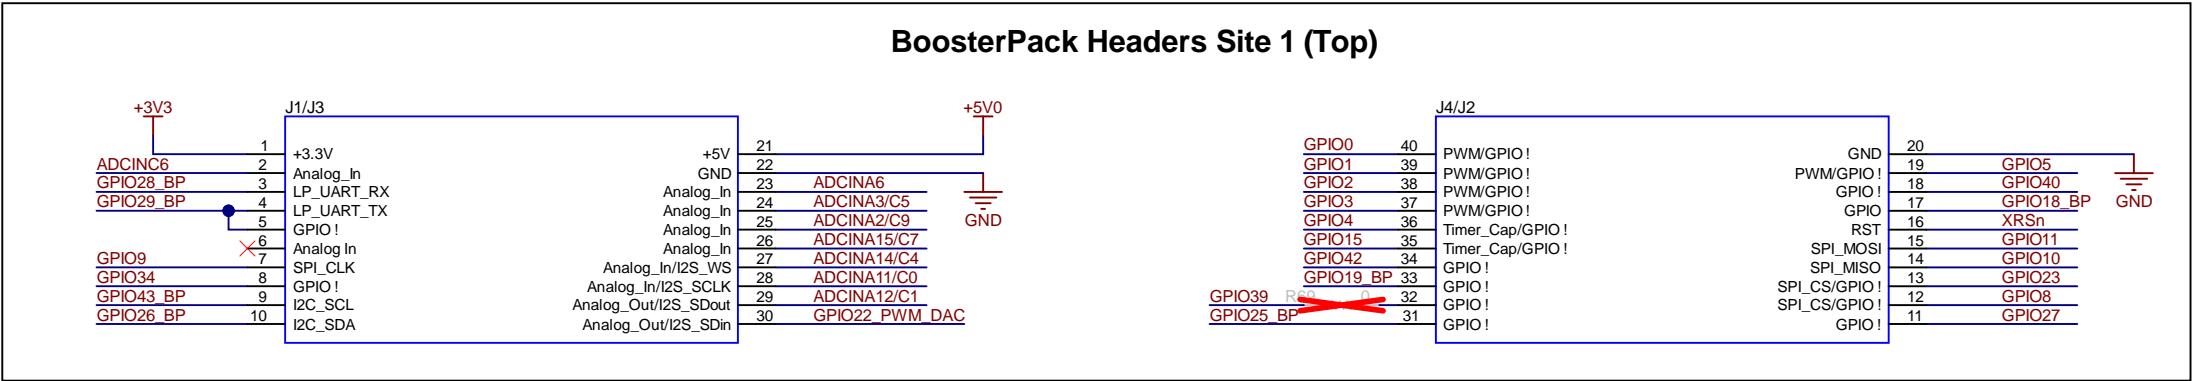 BoosterPack Headers Site 1 (Top)
+3V3
J1/J3
+5V0
J4/J2
1 +3.3V +5V 21
ADCINC6 2 Analog_In GND 22
GPIO28_BP 3 LP_UART_RX Analog_In 23 ADCINA6
GPIO29_BP 4 LP_UART_TX Analog_In 24 ADCINA3/C5
5 GPIO ! Analog_In 25 ADCINA2/C9
6 Analog In Analog_In 26 ADCINA15/C7
GPIO9 7 SPI_CLK Analog_In/I2S_WS 27 ADCINA14/C4
GPIO34 8 GPIO ! Analog_In/I2S_SCLK 28 ADCINA11/C0
GPIO43_BP 9 I2C_SCL Analog_Out/I2S_SDout 29 ADCINA12/C1
GPIO26_BP 10 I2C_SDA Analog_Out/I2S_SDin 30 GPIO22_PWM_DAC
GND
GPIO0 40 PWM/GPIO ! GND 20
GPIO1 39 PWM/GPIO ! PWM/GPIO ! 19 GPIO5
GPIO2 38 PWM/GPIO ! GPIO ! 18 GPIO40
GPIO3 37 PWM/GPIO ! GPIO 17 GPIO18_BP
GPIO4 36 Timer_Cap/GPIO ! RST 16 XRSn
GPIO15 35 Timer_Cap/GPIO ! SPI_MOSI 15 GPIO11
GPIO42 34 GPIO ! SPI_MISO 14 GPIO10
GPIO19_BP 33 GPIO ! SPI_CS/GPIO ! 13 GPIO23
GPIO39 R69 0 32 GPIO ! SPI_CS/GPIO ! 12 GPIO8
GPIO25_BP 31 GPIO ! GPIO ! 11 GPIO27
GND